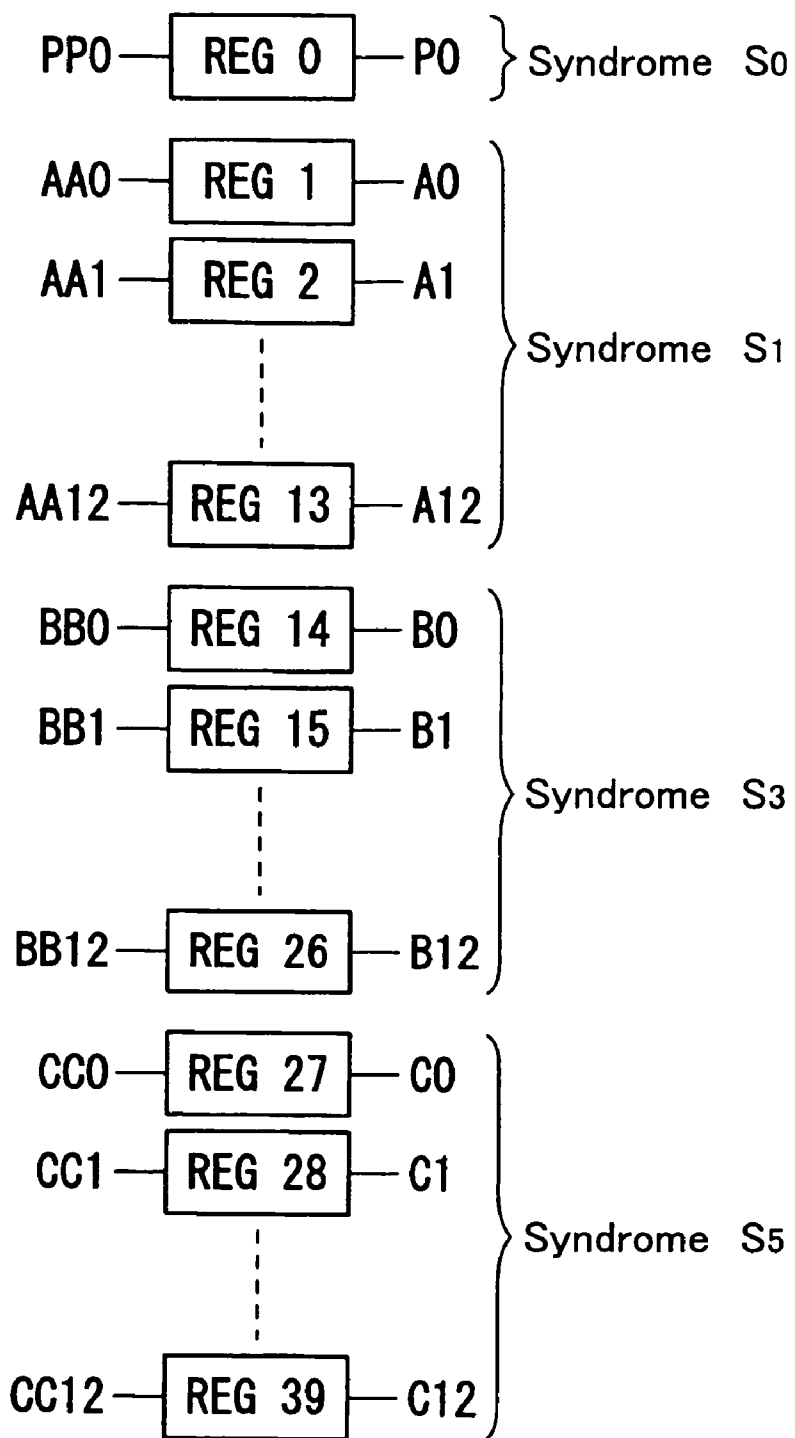 PP0 REG 0 P0 Syndrome S0
AA0 REG 1 A0
AA1 REG 2 A1
Syndrome S1
AA12 REG 13 A12
BB0 REG 14 B0
BB1 REG 15 B1
Syndrome S3
BB12 REG 26 B12
CC0 REG 27 C0
CC1 REG 28 C1
Syndrome S5
CC12 REG 39 C12